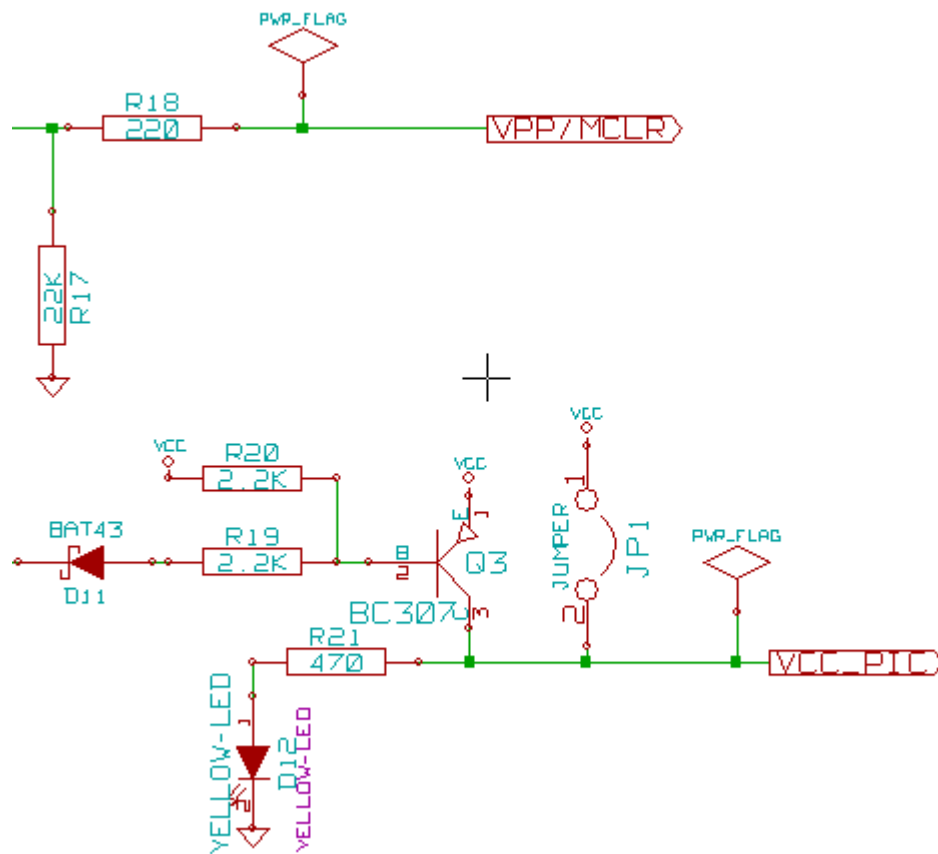 PWR_FLAG
R18
220
VPP/MCLR
22K
R17
VCC
R20
2.2K
VCC
E
1
VCC
1
JUMPER
JP1
2
BAT43
D11
R19
2.2K
B
2
Q3
BC307
C
3
PWR_FLAG
R21
470
VCC_PIC
YELLOW-LED
1
D12
2
YELLOW-LED